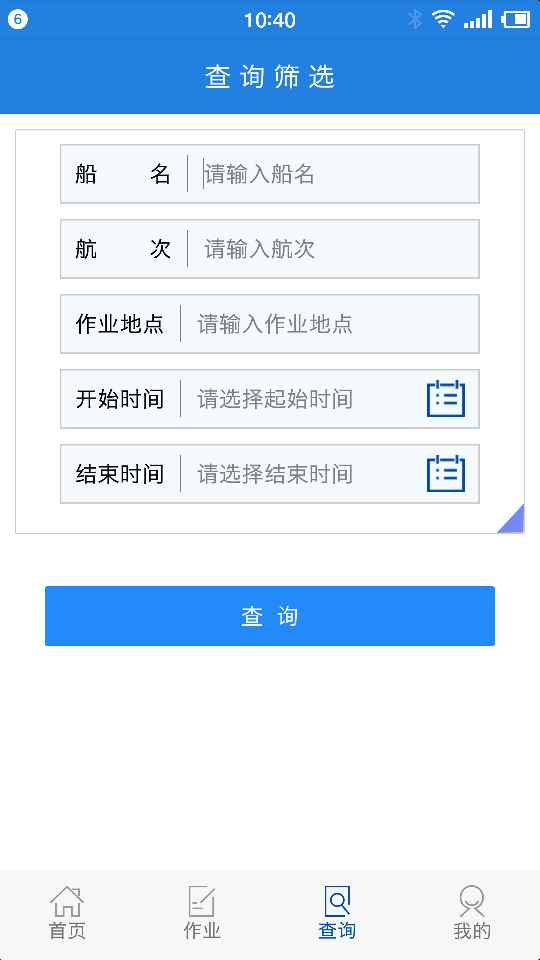 6 10:40
查询筛选
船名 请输入船名
航次 请输入航次
作业地点 请输入作业地点
开始时间 请选择起始时间
结束时间 请选择结束时间
查询
首页 作业 查询 我的